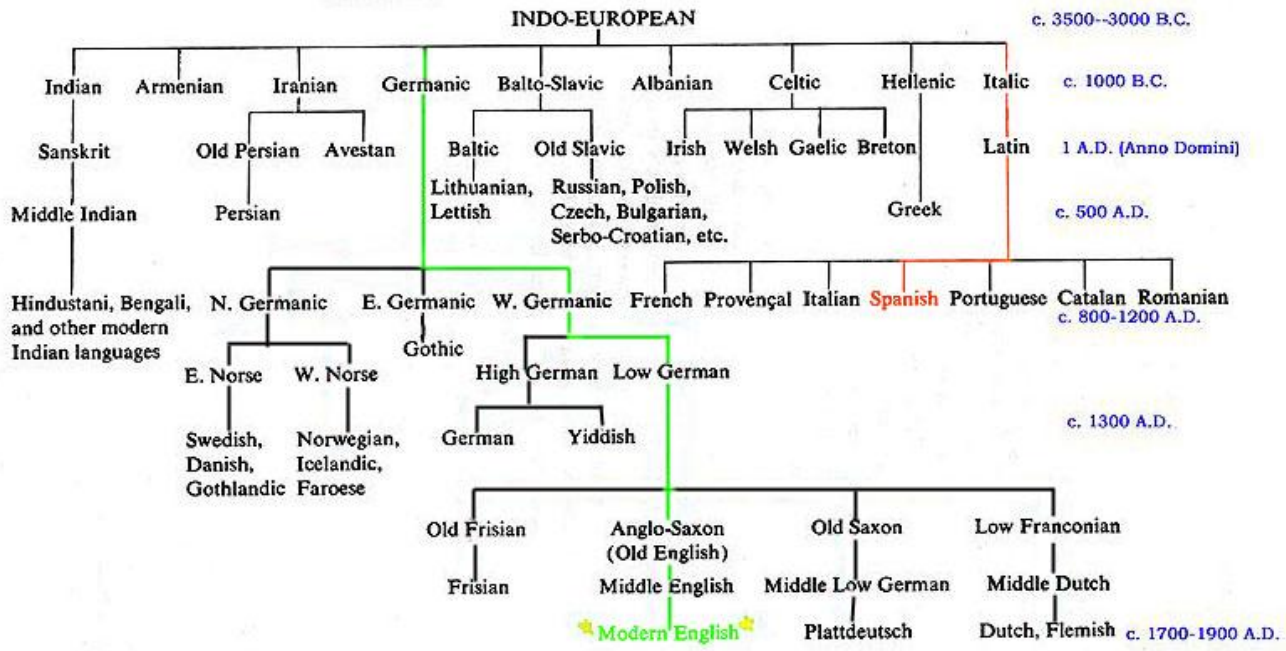 INDO-EUROPEAN
c. 3500--3000 B.C.
Indian Armenian Iranian Germanic Balto-Slavic Albanian Celtic Hellenic Italic c. 1000 B.C.
Sanskrit Old Persian Avestan Baltic Old Slavic Irish Welsh Gaelic Breton Latin 1 A.D. (Anno Domini)
Lithuanian, Russian, Polish,
Middle Indian Persian Lettish Czech, Bulgarian, Greek c. 500 A.D.
Serbo-Croatian, etc.
Hindustani, Bengali, N. Germanic E. Germanic W. Germanic French Provençal Italian Spanish Portuguese Catalan Romanian
and other modern c. 800-1200 A.D.
Indian languages Gothic
E. Norse W. Norse High German Low German
c. 1300 A.D.
Swedish, Norwegian, German Yiddish
Danish, Icelandic,
Gothlandic Faroese
Old Frisian Anglo-Saxon Old Saxon Low Franconian
(Old English)
Frisian Middle English Middle Low German Middle Dutch
Modern English Plattdeutsch Dutch, Flemish c. 1700-1900 A.D.